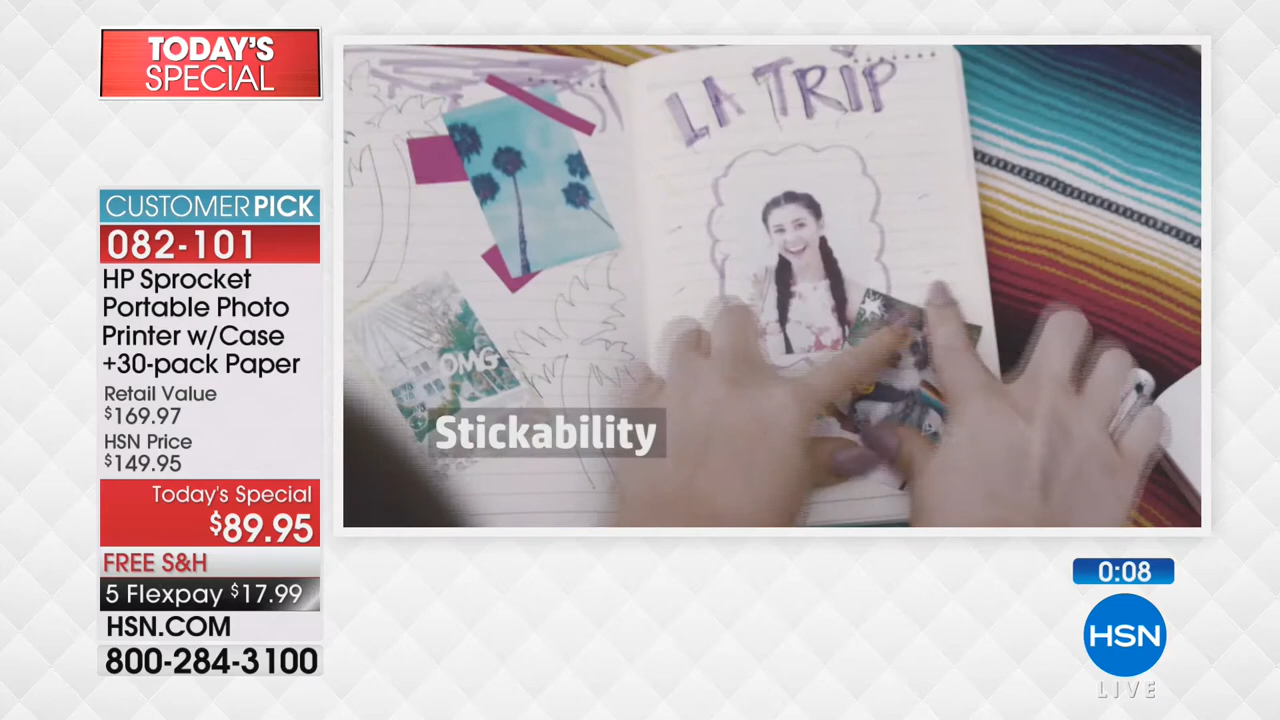 TODAY'S
SPECIAL
CUSTOMER PICK
082-101
HP Sprocket
Portable Photo
Printer w/Case
+30-pack Paper
Retail Value
$169.97
HSN Price
$149.95
Today's Special
$89.95
FREE S&H
5 Flexpay $17.99
HSN.COM
800-284-3100
LA TRIP
OMG
Stickability
0:08
HSN
LIVE